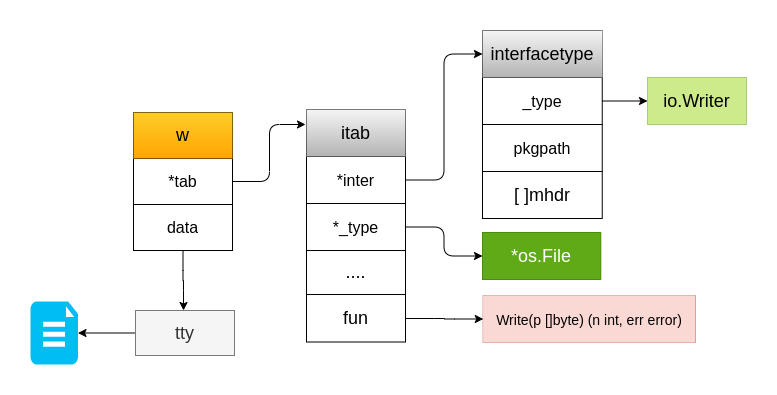 w
*tab
data
tty
itab
*inter
*_type
....
fun
interfacetype
_type
pkgpath
[ ]mhdr
io.Writer
*os.File
Write(p []byte) (n int, err error)